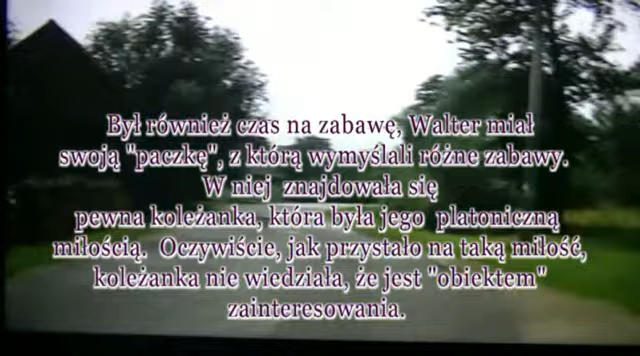 Był również czas na zabawę, Walter miał
swoją "paczkę", z którą wymyślali różne zabawy.
W niej znajdowała się
pewna koleżanka, która była jego platoniczną
miłością. Oczywiście, jak przystało na taką miłość,
koleżanka nie wiedziała, że jest "obiektem"
zainteresowania.